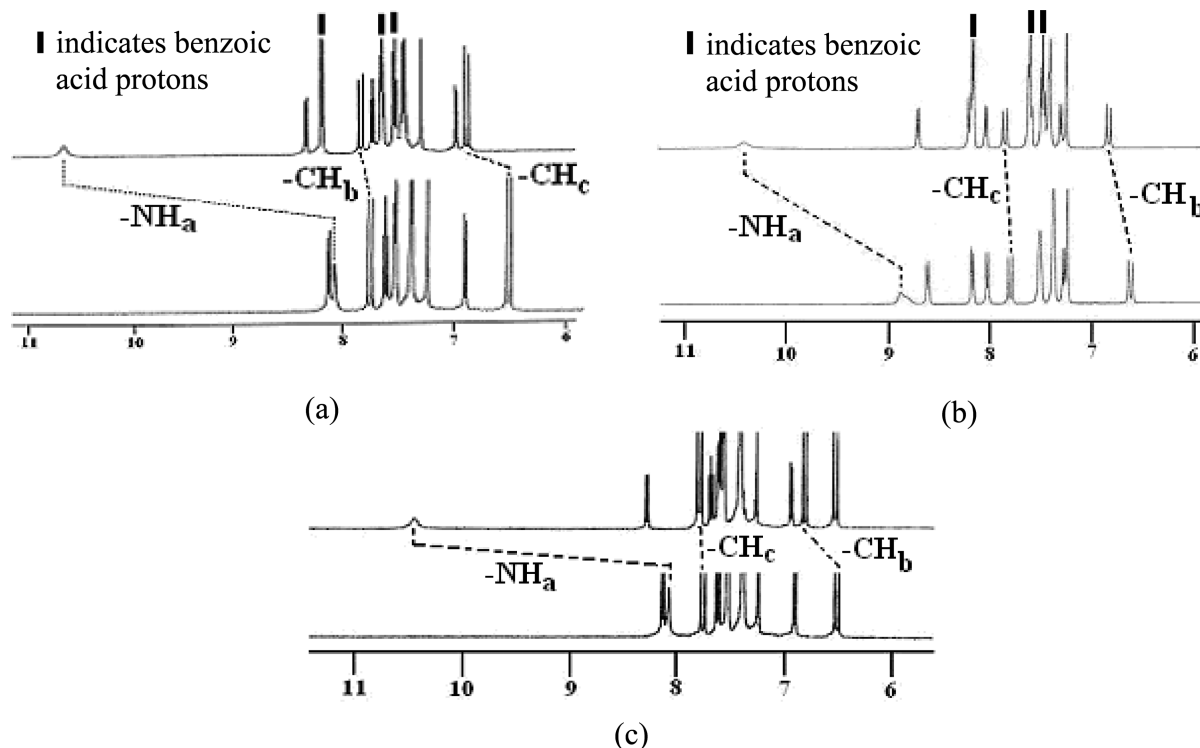 indicates benzoic
acid protons
-CHb
-CHc
-NHa
11 10 9 8 7 6
(a)
indicates benzoic
acid protons
-CHc
-CHb
-NHa
11 10 9 8 7 6
(b)
-CHc
-CHb
-NHa
11 10 9 8 7 6
(c)